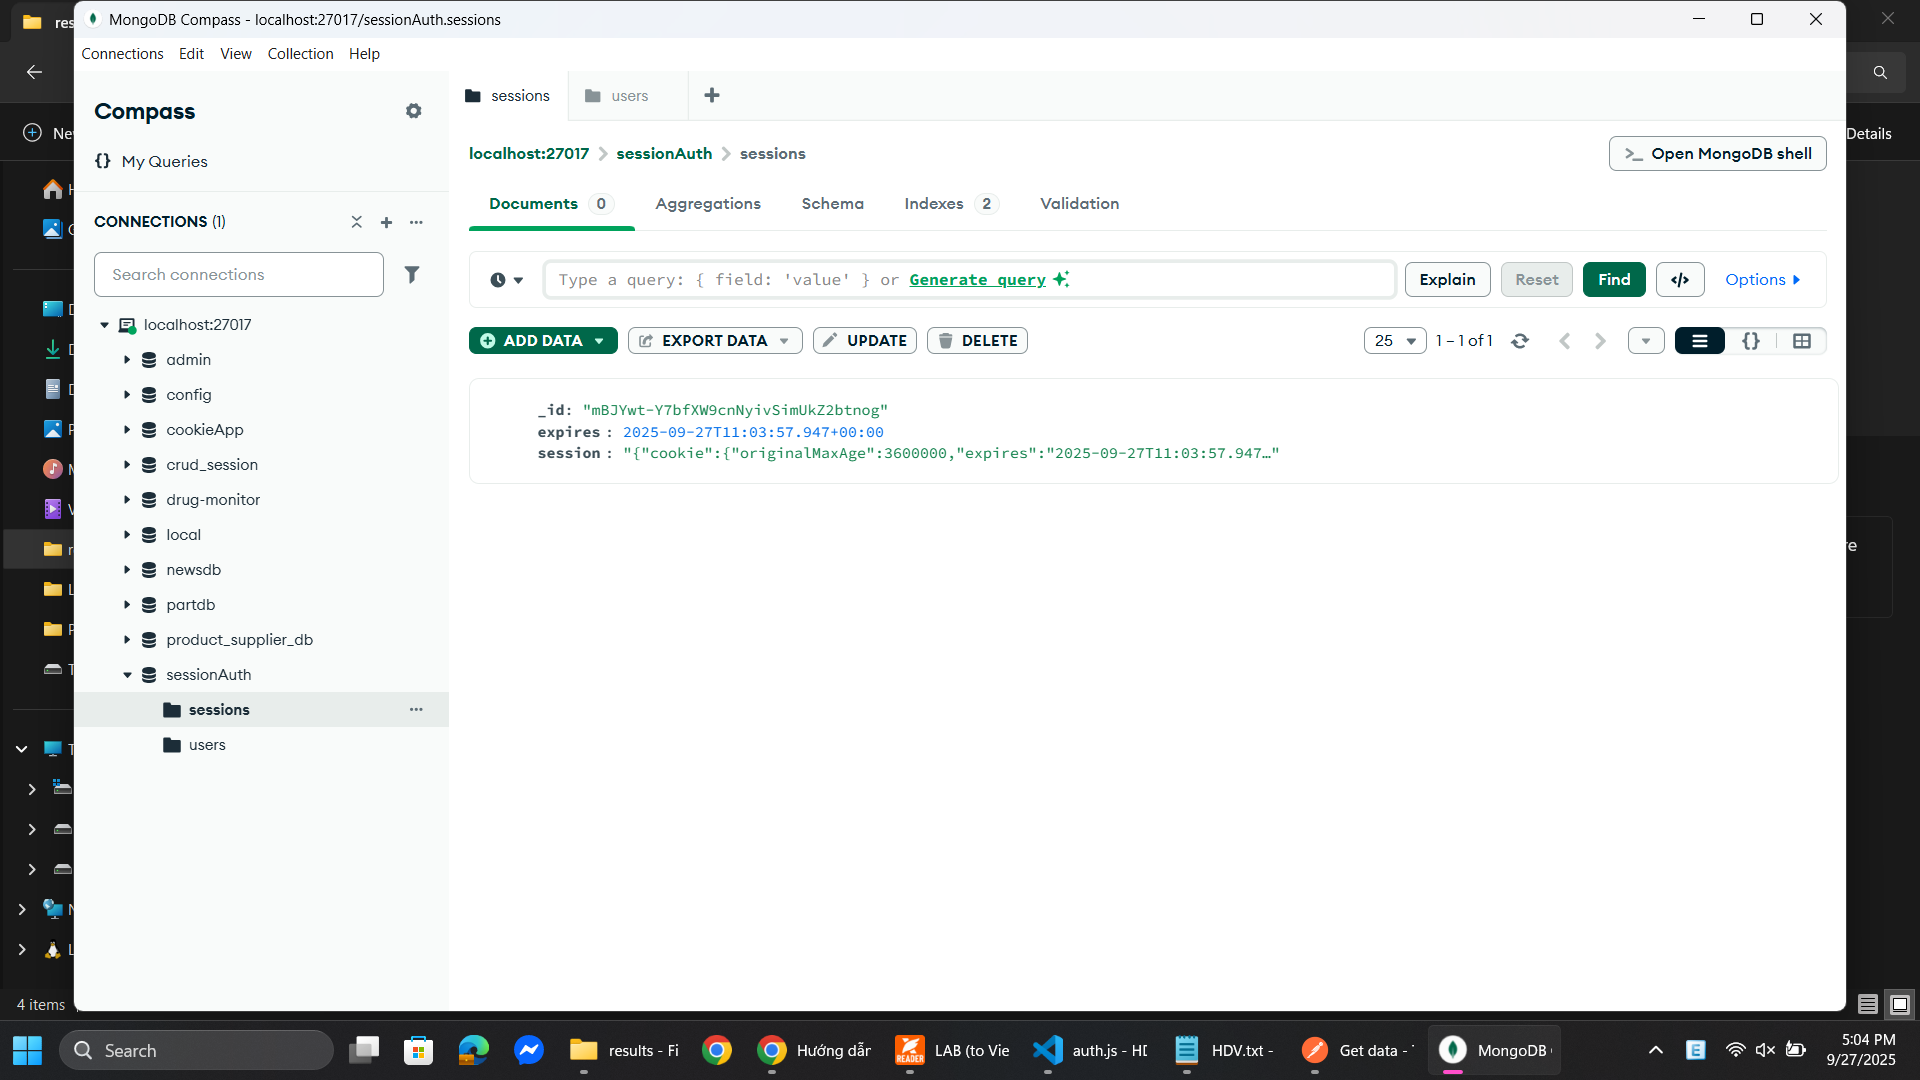 MongoDB Compass - localhost:27017/sessionAuth.sessions
Connections Edit View Collection Help
Compass
sessions
users
My Queries
localhost:27017 sessionAuth sessions
Open MongoDB shell
Details
CONNECTIONS (1)
Documents 0 Aggregations Schema Indexes 2 Validation
Search connections
Type a query: { field: 'value' } or Generate query
Explain Reset Find </> Options
localhost:27017
ADD DATA EXPORT DATA UPDATE DELETE
25 1 – 1 of 1
admin
config
cookieApp
crud_session
drug-monitor
local
newsdb
partdb
product_supplier_db
sessionAuth
sessions
users
_id: "mBJYwt-Y7bfXW9cnNyivSimUkZ2btnog"
expires : 2025-09-27T11:03:57.947+00:00
session : "{"cookie":{"originalMaxAge":3600000,"expires":"2025-09-27T11:03:57.947…"
4 items
Search
results - Fi
Hướng dẫn
LAB (to Vie
auth.js - HD
HDV.txt -
Get data -
MongoDB
5:04 PM
9/27/2025